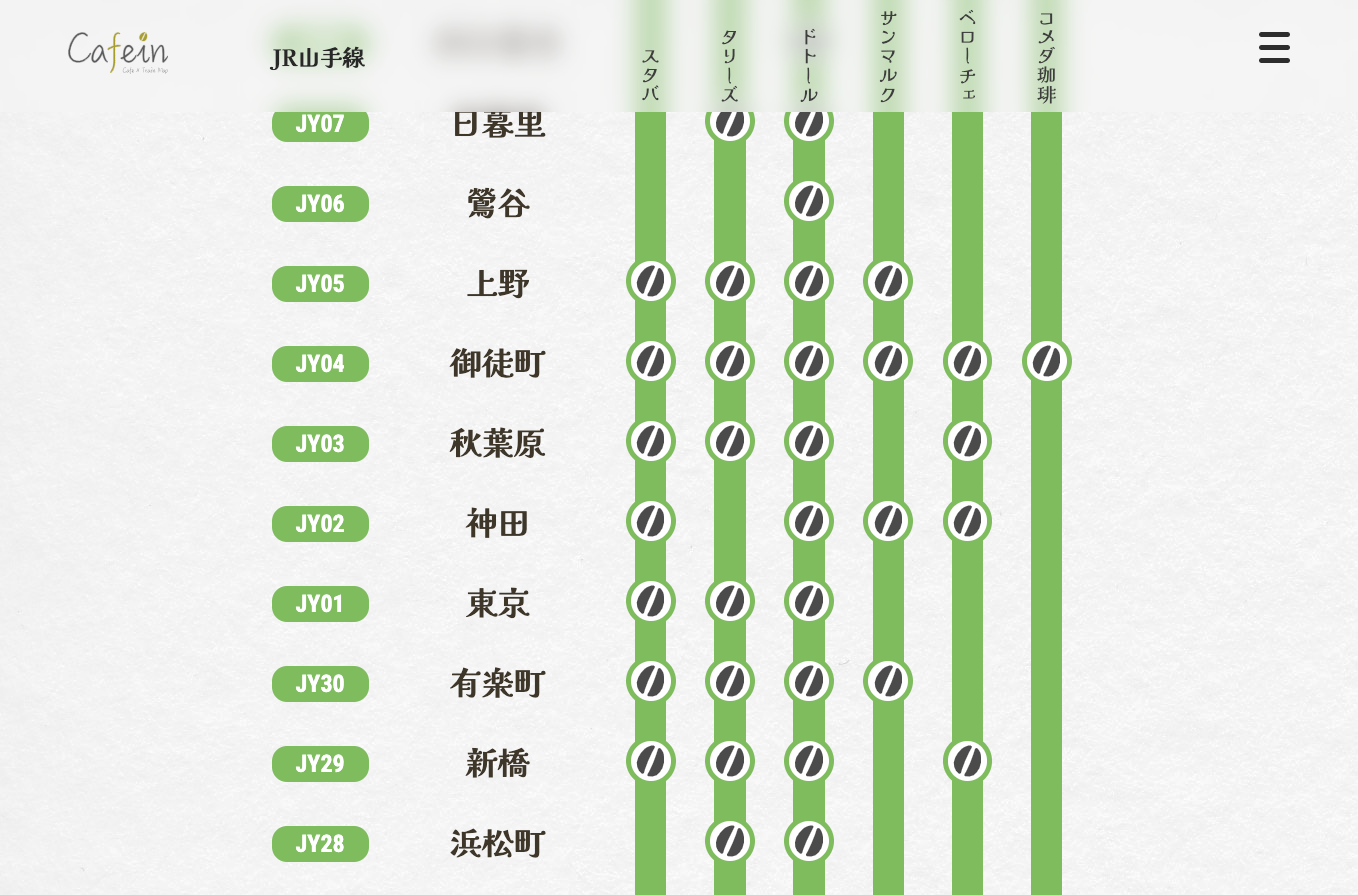 Cafein
Cafe × Train Map
JR山手線
スタバ
タリーズ
ドトール
サンマルク
ベローチェ
コメダ珈琲
JY07 日暮里
JY06 鶯谷
JY05 上野
JY04 御徒町
JY03 秋葉原
JY02 神田
JY01 東京
JY30 有楽町
JY29 新橋
JY28 浜松町